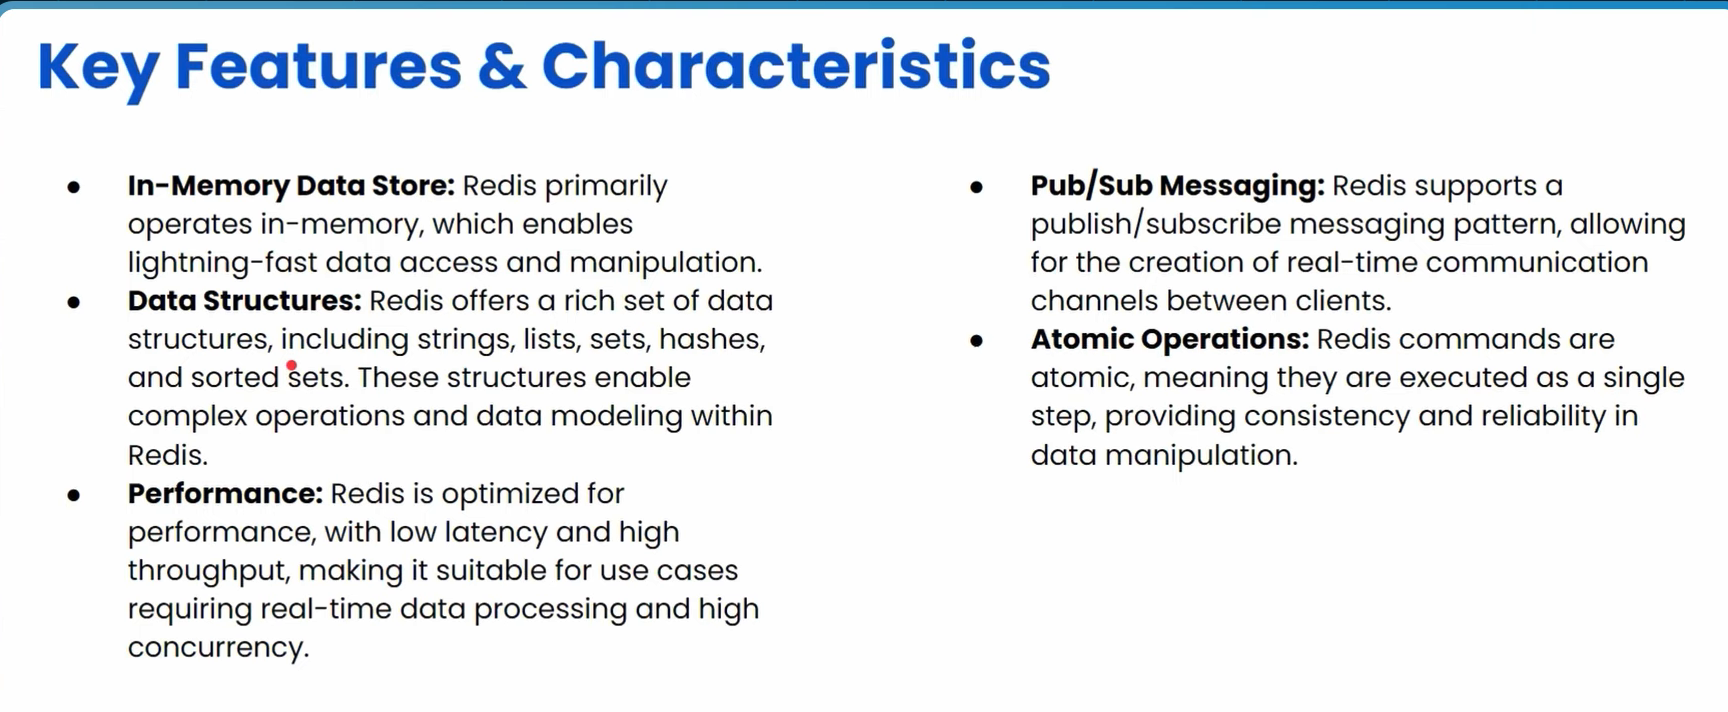 Key Features & Characteristics
● In-Memory Data Store: Redis primarily
operates in-memory, which enables
lightning-fast data access and manipulation.
● Data Structures: Redis offers a rich set of data
structures, including strings, lists, sets, hashes,
and sorted sets. These structures enable
complex operations and data modeling within
Redis.
● Performance: Redis is optimized for
performance, with low latency and high
throughput, making it suitable for use cases
requiring real-time data processing and high
concurrency.
● Pub/Sub Messaging: Redis supports a
publish/subscribe messaging pattern, allowing
for the creation of real-time communication
channels between clients.
● Atomic Operations: Redis commands are
atomic, meaning they are executed as a single
step, providing consistency and reliability in
data manipulation.